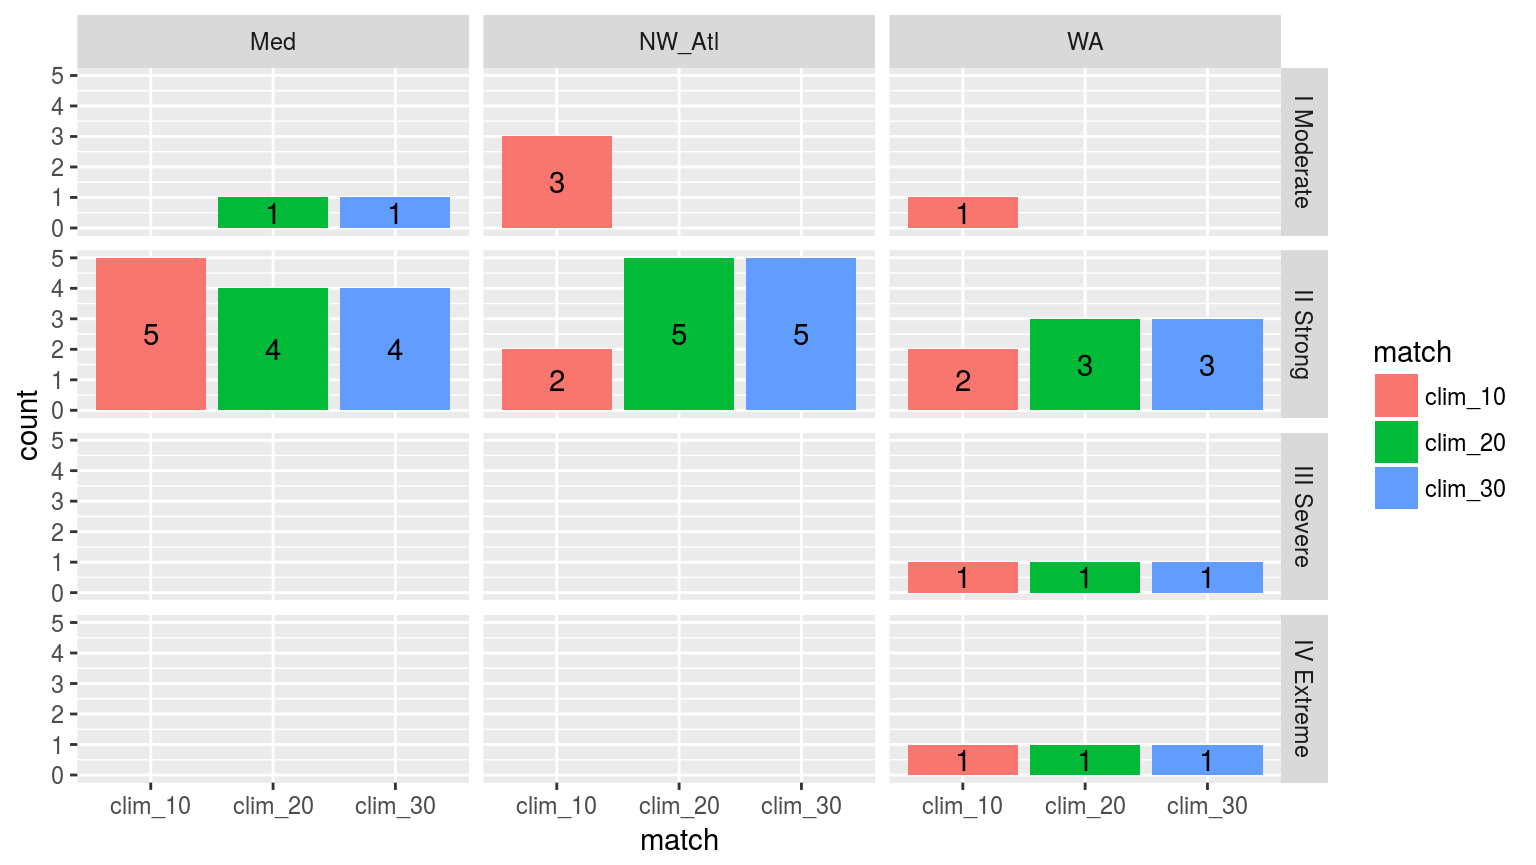 Med NW_Atl WA
5
4
3
2
1
0
1 1 3 1
I Moderate
5
4
3
2
1
0
5 4 4 2 5 5 2 3 3
II Strong
5
4
3
2
1
0
1 1 1
III Severe
5
4
3
2
1
0
1 1 1
IV Extreme
clim_10 clim_20 clim_30 clim_10 clim_20 clim_30 clim_10 clim_20 clim_30
match
count
match
clim_10
clim_20
clim_30